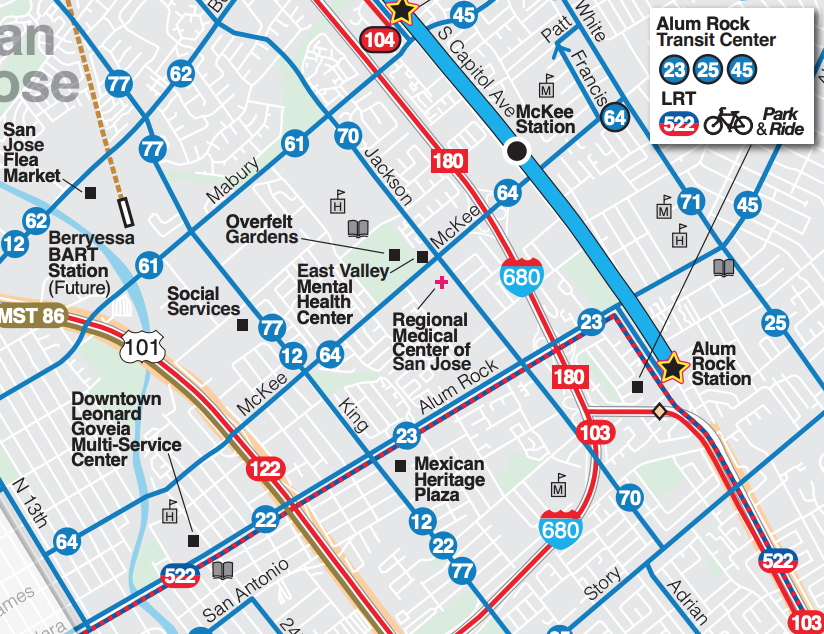 an
ose
San
Jose
Flea
Market
77
62
77
62
12
Berryessa
BART
Station
(Future)
61
Mabury
61
70
Jackson
104
45
S Capitol Ave
180
Patt
White
Francis
64
M
McKee
Station
64
McKee
Alum Rock
Transit Center
23
25
45
LRT
522
Park
& Ride
71
45
M
H
25
H
Overfelt
Gardens
East Valley
Mental
Health
Center
680
Regional
Medical
Center of
San Jose
Social
Services
77
12
64
MST 86
101
McKee
King
23
Alum Rock
23
180
Alum
Rock
Station
103
Downtown
Leonard
Goveia
Multi-Service
Center
122
Mexican
Heritage
Plaza
M
680
70
N 13th
64
H
22
522
12
22
77
San Antonio
Story
Adrian
522
103